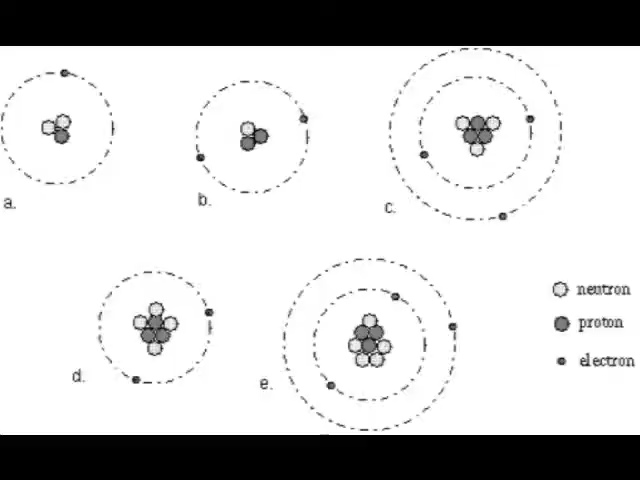 a.
b.
c.
d.
e.
neutron
proton
electron